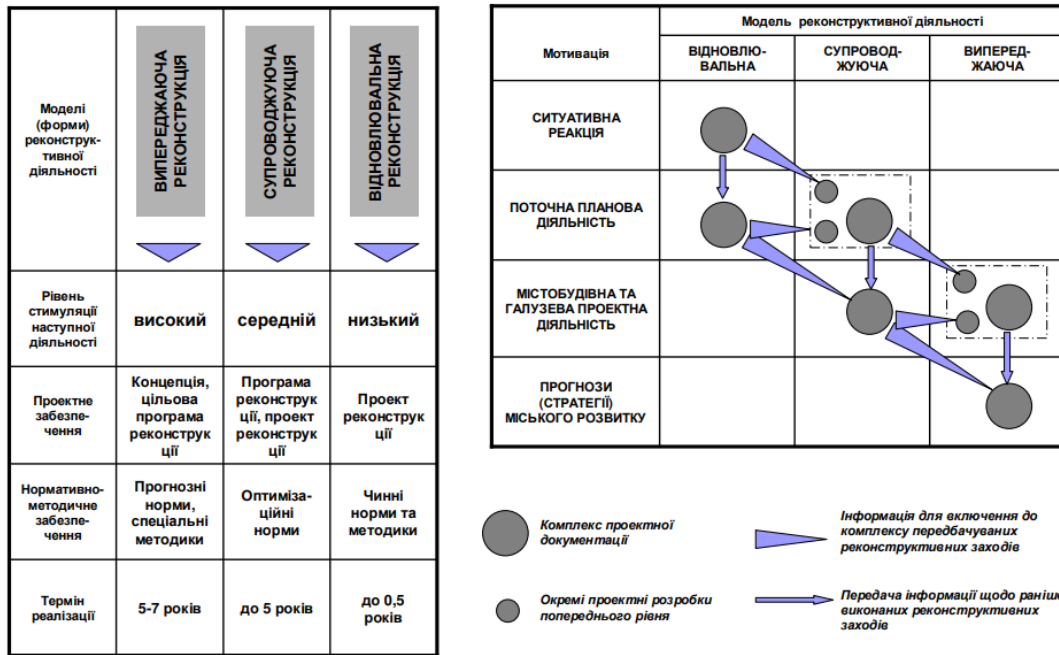 Моделі
(форми)
реконструк-
тивної
діяльності
ВИПЕРЕДЖАЮЧА
РЕКОНСТРУКЦІЯ
СУПРОВОДЖУЮЧА
РЕКОНСТРУКЦІЯ
ВІДНОВЛЮВАЛЬНА
РЕКОНСТРУКЦІЯ
Рівень
стимуляції
наступної
діяльності
високий
середній
низький
Проектне
забезпе-
чення
Концепція,
цільова
програма
реконструк
ції
Програма
реконструк
ції, проект
реконструк
ції
Проект
реконструк
ції
Нормативно-
методичне
забезпе-
чення
Прогнозні
норми,
спеціальні
методики
Оптиміза-
ційні
норми
Чинні
норми та
методики
Термін
реалізації
5-7 років
до 5 років
до 0,5
років
Мотивація
Модель реконструктивної діяльності
ВІДНОВЛЮ-
ВАЛЬНА
СУПРОВОД-
ЖУЮЧА
ВИПЕРЕД-
ЖАЮЧА
СИТУАТИВНА
РЕАКЦІЯ
ПОТОЧНА ПЛАНОВА
ДІЯЛЬНІСТЬ
МІСТОБУДІВНА ТА
ГАЛУЗЕВА ПРОЕКТНА
ДІЯЛЬНІСТЬ
ПРОГНОЗИ
(СТРАТЕГІЇ)
МІСЬКОГО РОЗВИТКУ
Комплекс проектної
документації
Інформація для включення до
комплексу передбачуваних
реконструктивних заходів
Окремі проектні розробки
попереднього рівня
Передача інформації щодо раніше
виконаних реконструктивних
заходів